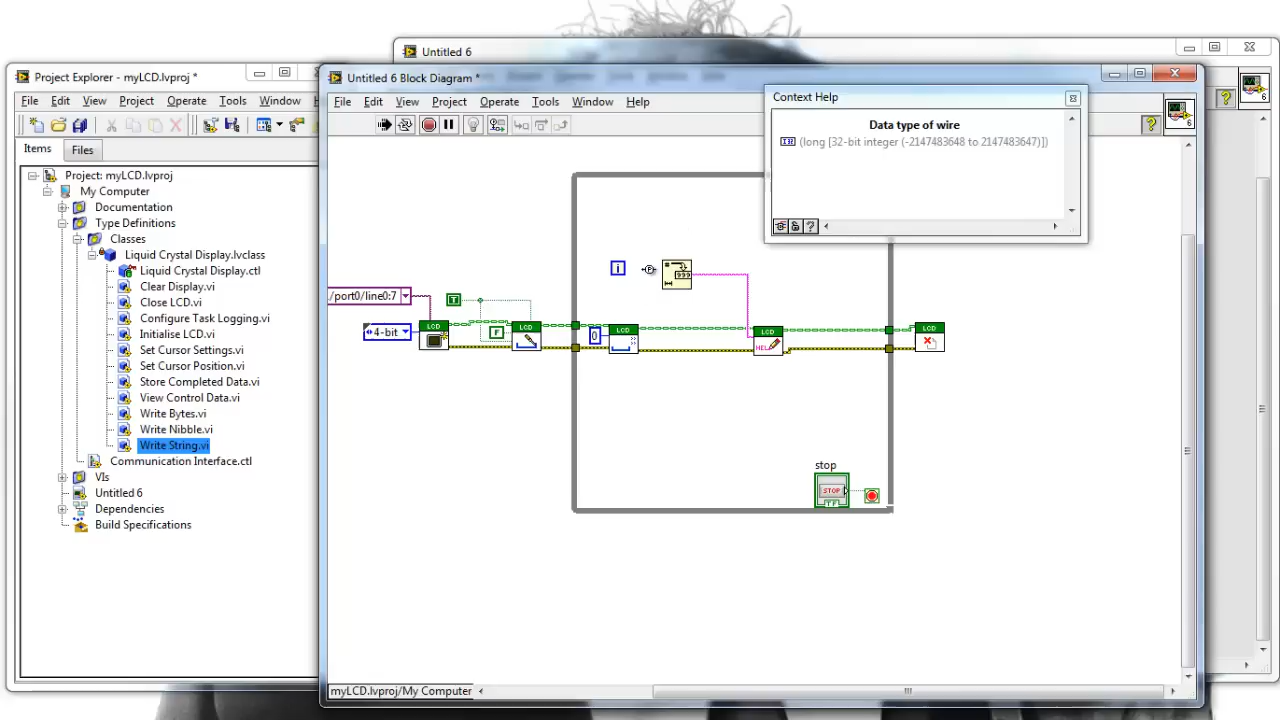 Untitled 6
Project Explorer - myLCD.lvproj *
File Edit View Project Operate Tools Window
Items Files
Project: myLCD.lvproj
My Computer
Documentation
Type Definitions
Classes
Liquid Crystal Display.lvclass
Liquid Crystal Display.ctl
Clear Display.vi
Close LCD.vi
Configure Task Logging.vi
Initialise LCD.vi
Set Cursor Settings.vi
Set Cursor Position.vi
Store Completed Data.vi
View Control Data.vi
Write Bytes.vi
Write Nibble.vi
Write String.vi
Communication Interface.ctl
VIs
Untitled 6
Dependencies
Build Specifications
Untitled 6 Block Diagram *
File Edit View Project Operate Tools Window Help
Context Help
Data type of wire
I32 (long [32-bit integer (-2147483648 to 2147483647)])
i
/port0/line0:7
T
4-bit
LCD
F
LCD
0
LCD
LCD
HEL
LCD
stop
STOP
TF
myLCD.lvproj/My Computer
6
6